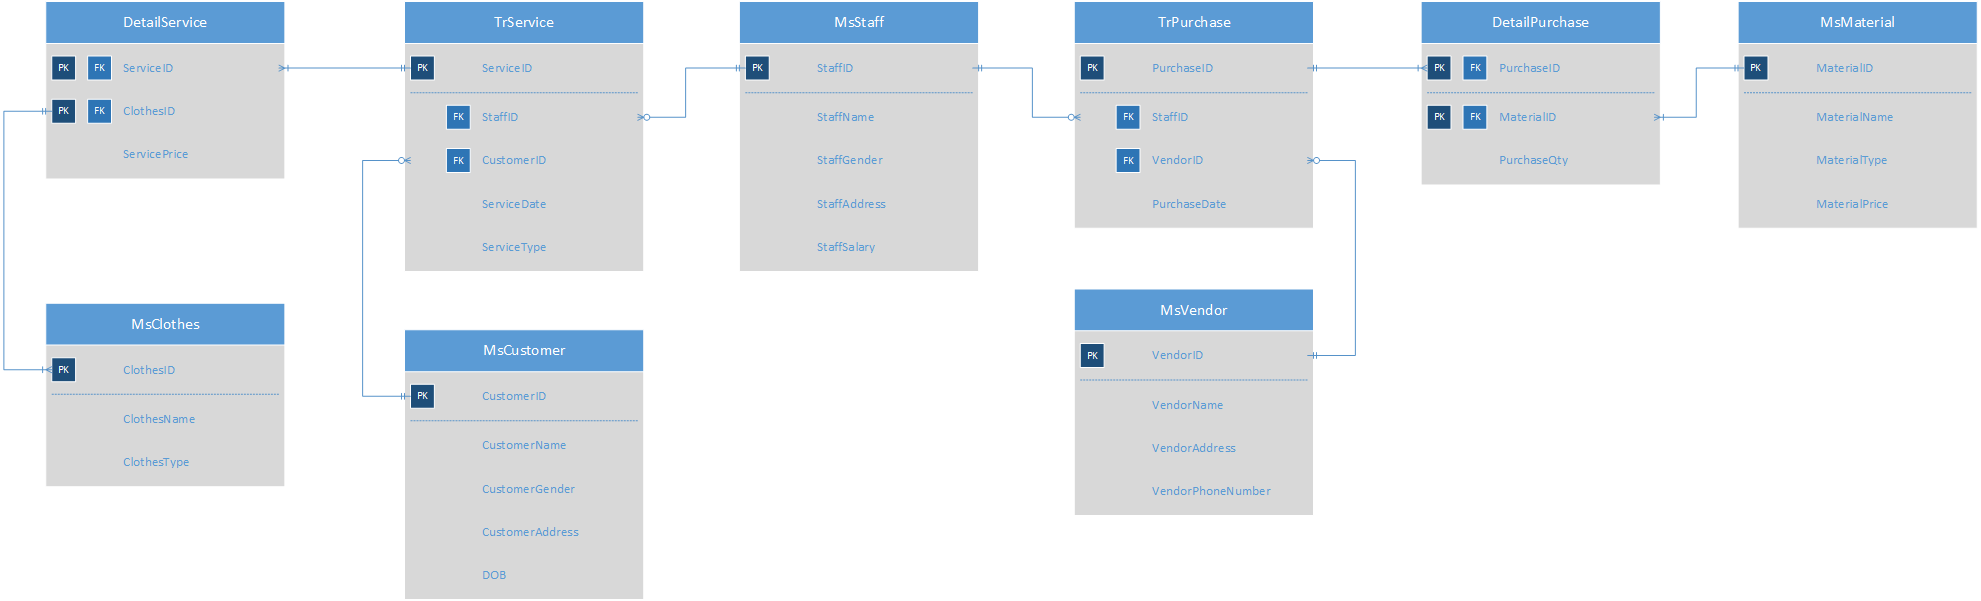 DetailService
PK FK ServiceID
PK FK ClothesID
ServicePrice
TrService
PK ServiceID
FK StaffID
FK CustomerID
ServiceDate
ServiceType
MsStaff
PK StaffID
StaffName
StaffGender
StaffAddress
StaffSalary
TrPurchase
PK PurchaseID
FK StaffID
FK VendorID
PurchaseDate
DetailPurchase
PK FK PurchaseID
PK FK MaterialID
PurchaseQty
MsMaterial
PK MaterialID
MaterialName
MaterialType
MaterialPrice
MsClothes
PK ClothesID
ClothesName
ClothesType
MsCustomer
PK CustomerID
CustomerName
CustomerGender
CustomerAddress
DOB
MsVendor
PK VendorID
VendorName
VendorAddress
VendorPhoneNumber